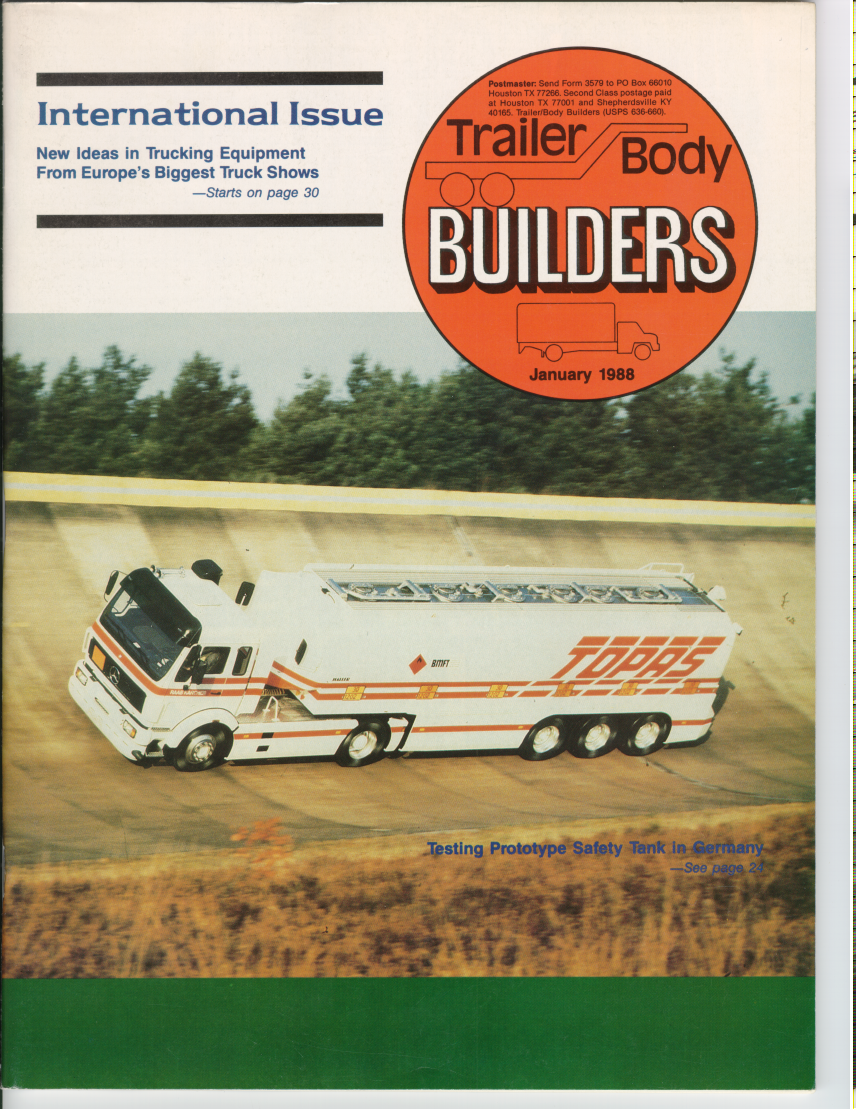 International Issue
New Ideas in Trucking Equipment
From Europe's Biggest Truck Shows
—Starts on page 30
Postmaster: Send Form 3579 to PO Box 66010
Houston TX 77266. Second Class postage paid
at Houston TX 77001 and Shepherdsville KY
40165. Trailer/Body Builders (USPS 636-660).
Trailer
Body
BUILDERS
January 1988
BMFT
TOPAS
Testing Prototype Safety Tank in Germany
—See page 24